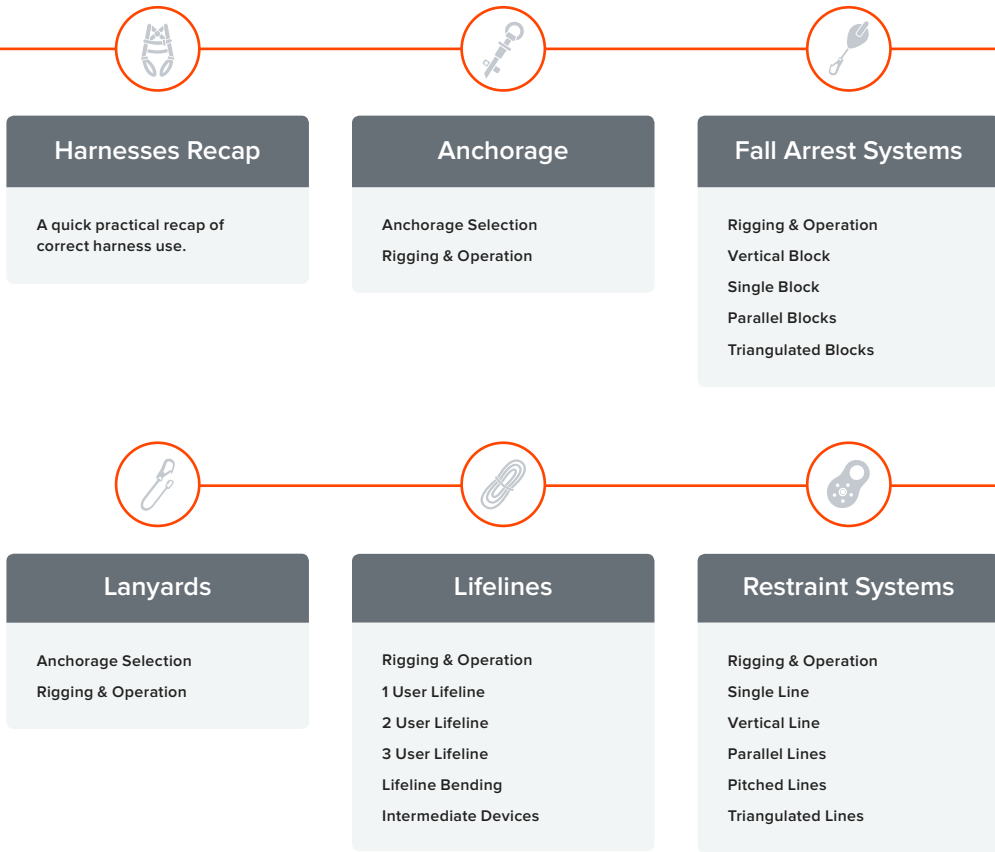 Harnesses Recap
A quick practical recap of
correct harness use.
Anchorage
Anchorage Selection
Rigging & Operation
Fall Arrest Systems
Rigging & Operation
Vertical Block
Single Block
Parallel Blocks
Triangulated Blocks
Lanyards
Anchorage Selection
Rigging & Operation
Lifelines
Rigging & Operation
1 User Lifeline
2 User Lifeline
3 User Lifeline
Lifeline Bending
Intermediate Devices
Restraint Systems
Rigging & Operation
Single Line
Vertical Line
Parallel Lines
Pitched Lines
Triangulated Lines